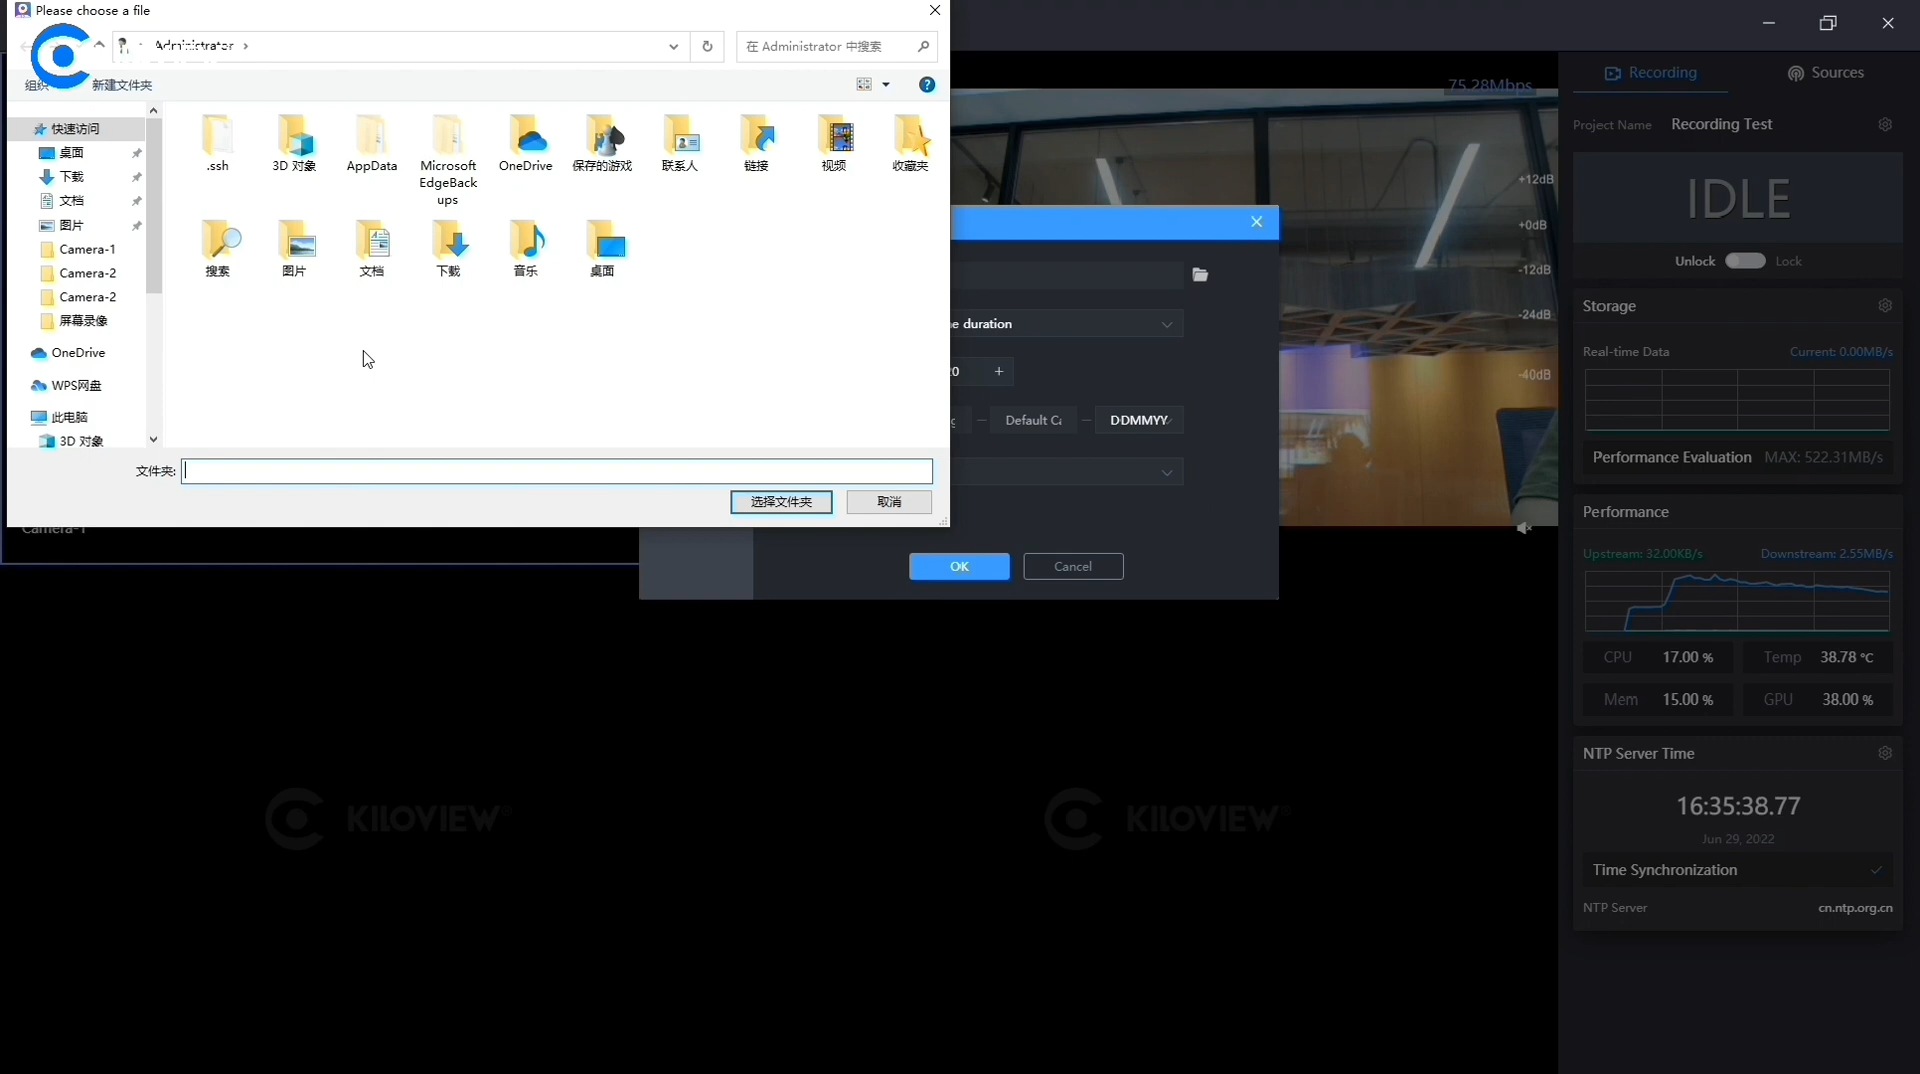 Please choose a file
Administrator
在 Administrator 中搜索
新建文件夹
快速访问
桌面
下载
文档
图片
Camera-1
Camera-2
Camera-2
屏幕录像
OneDrive
WPS网盘
此电脑
3D 对象
.ssh
3D 对象
AppData
Microsoft
EdgeBack
ups
OneDrive
保存的游戏
联系人
链接
视频
收藏夹
搜索
图片
文档
下载
音乐
桌面
文件夹:
选择文件夹
取消
Camera-1
duration
Default
DDMMYY
OK
Cancel
75.28Mbps
+12dB
+0dB
-12dB
-24dB
-40dB
KILOVIEW
KILOVIEW
Recording
Sources
Project Name Recording Test
IDLE
Unlock Lock
Storage
Real-time Data Current: 0.00MB/s
Performance Evaluation MAX: 522.31MB/s
Performance
Upstream: 32.00KB/s Downstream: 2.55MB/s
CPU 17.00 % Temp 38.78 °C
Mem 15.00 % GPU 38.00 %
NTP Server Time
16:35:38.77
Jun 29, 2022
Time Synchronization
NTP Server cn.ntp.org.cn